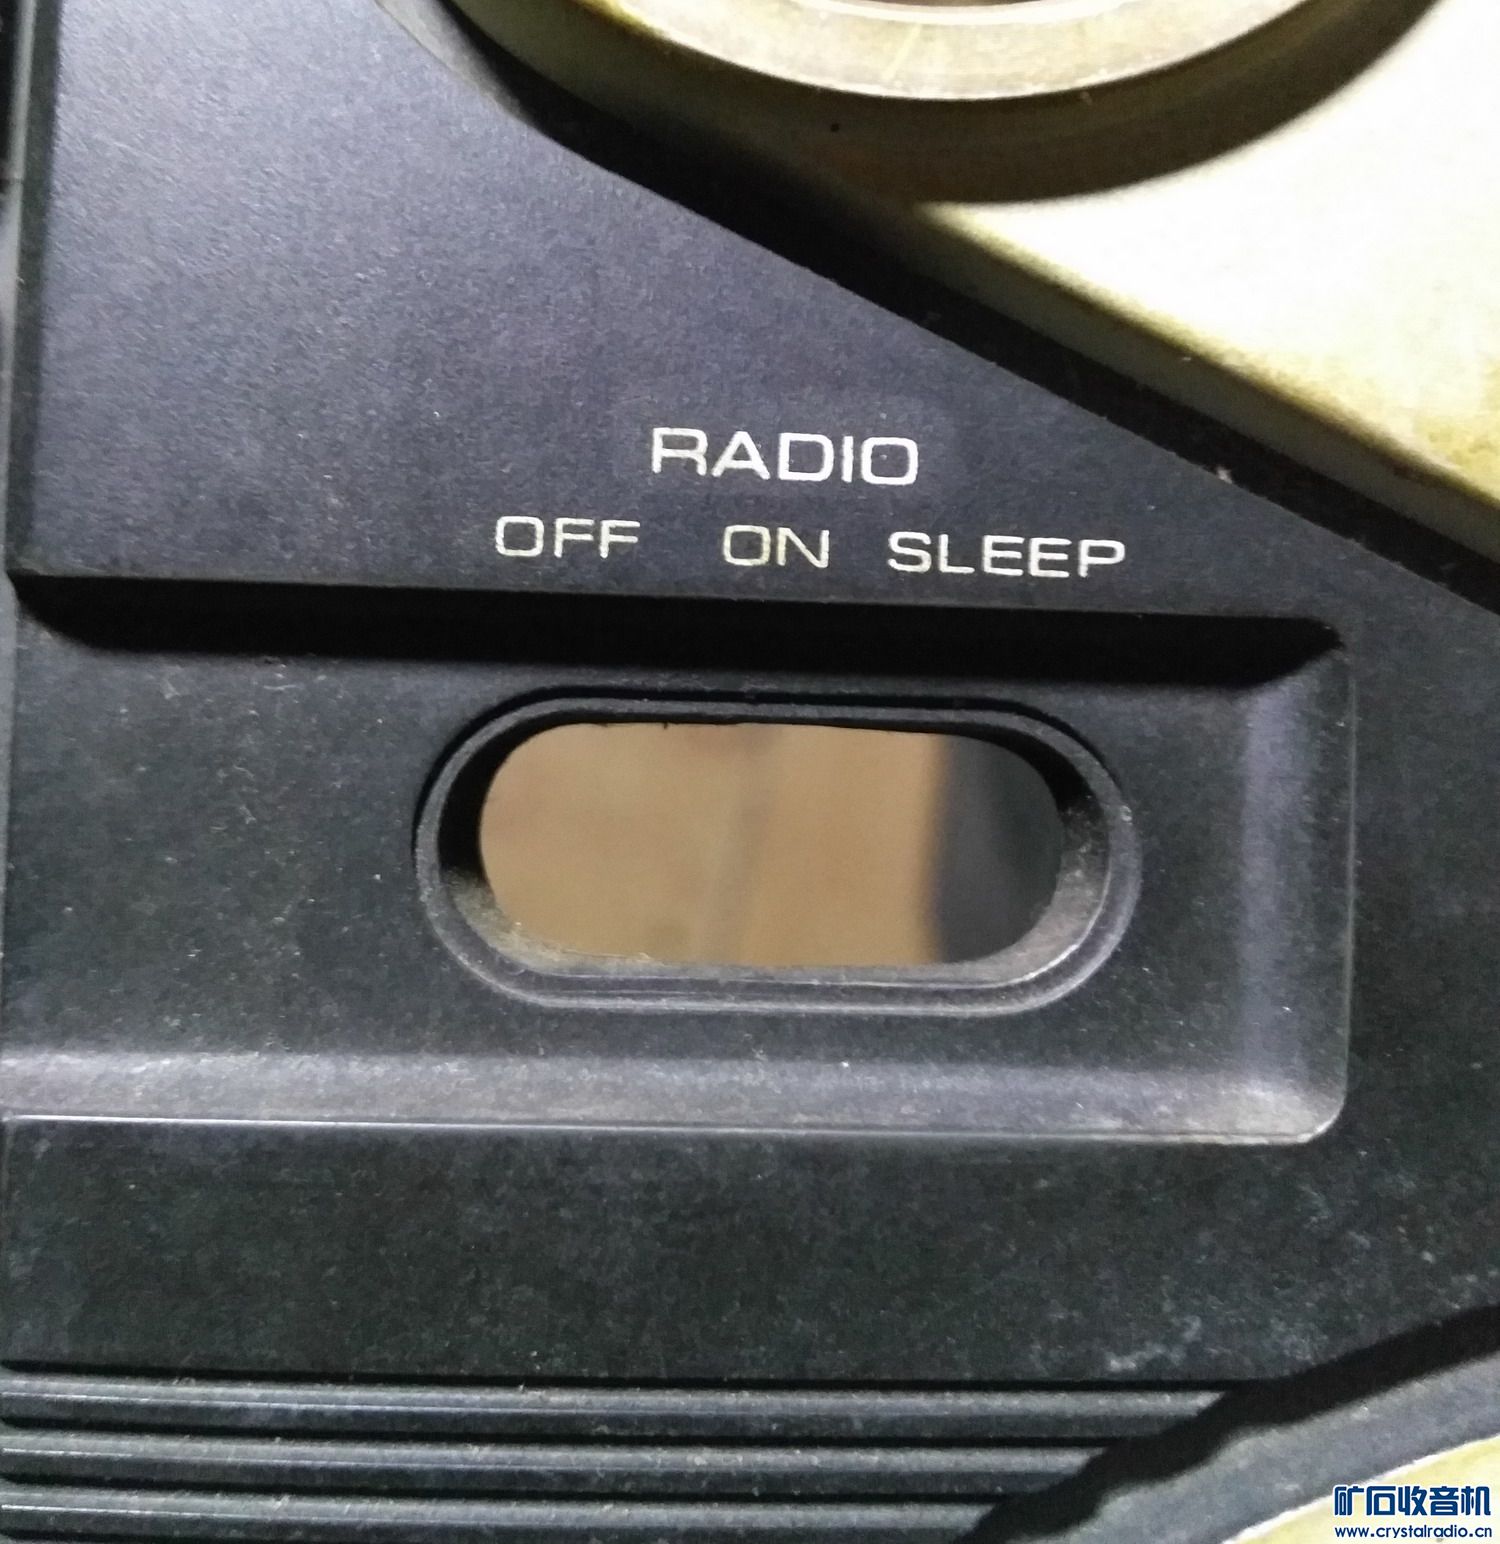 RADIO
OFF ON SLEEP
矿石收音机
www.crystalradio.cn